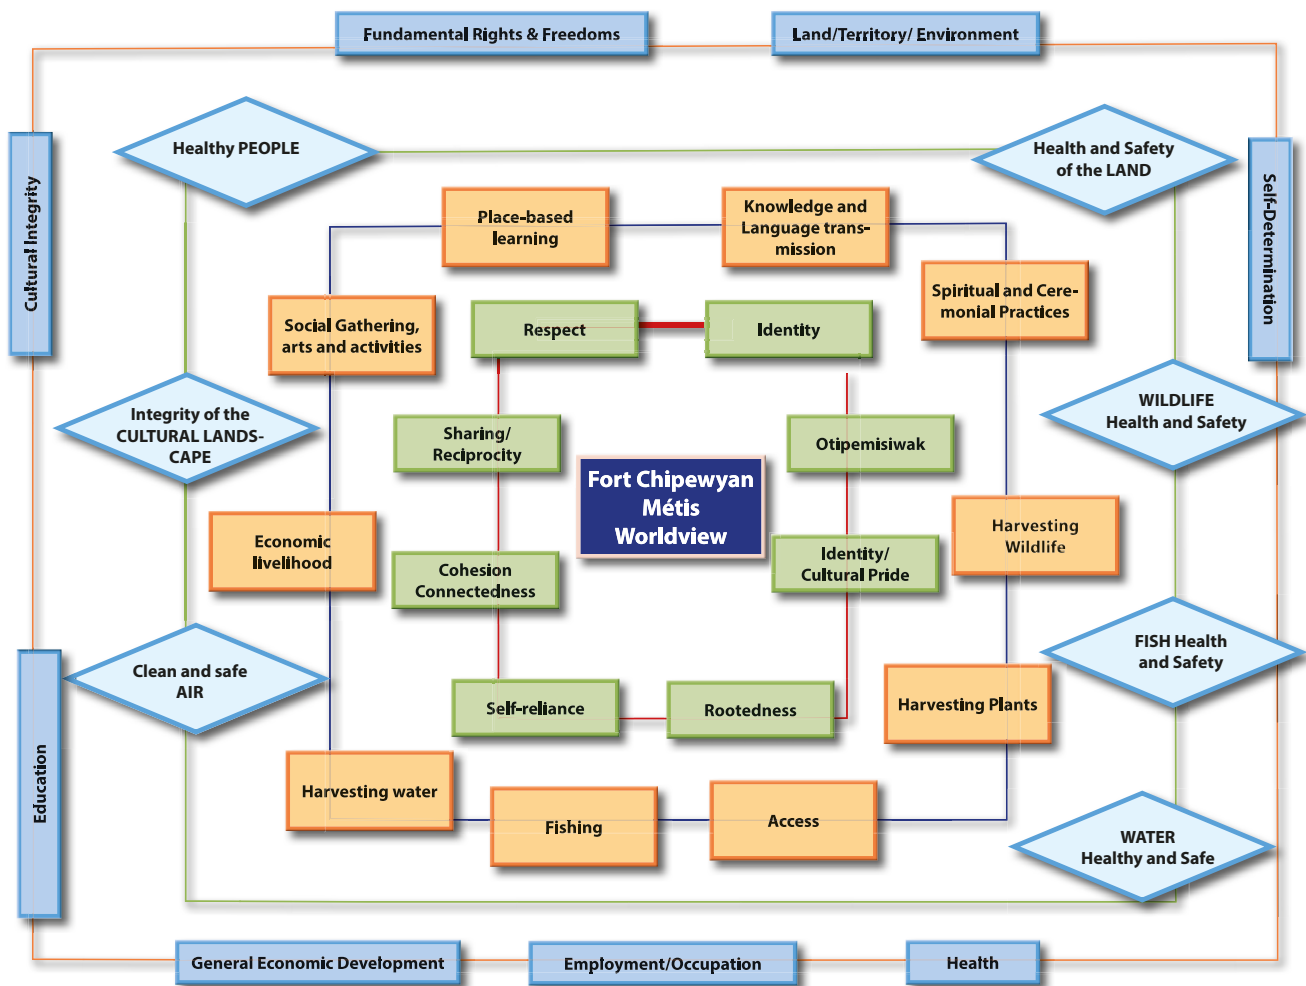 Fundamental Rights & Freedoms
Land/Territory/ Environment
Cultural Integrity
Self-Determination
Healthy PEOPLE
Health and Safety
of the LAND
Place-based
learning
Knowledge and
Language trans-
mission
Social Gathering,
arts and activities
Spiritual and Cere-
monial Practices
Respect
Identity
Integrity of the
CULTURAL LANDS-
CAPE
WILDLIFE
Health and Safety
Sharing/
Reciprocity
Otipemisiwak
Fort Chipewyan
Métis
Worldview
Economic
livelihood
Harvesting
Wildlife
Cohesion
Connectedness
Identity/
Cultural Pride
Clean and safe
AIR
FISH Health
and Safety
Self-reliance
Rootedness
Harvesting Plants
Education
Harvesting water
Fishing
Access
WATER
Healthy and Safe
General Economic Development
Employment/Occupation
Health